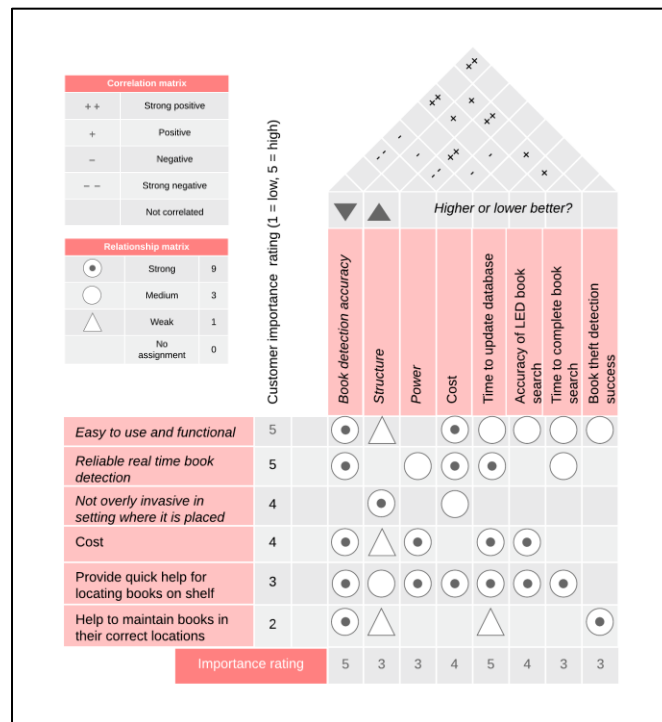 Correlation matrix
++ Strong positive
+ Positive
− Negative
− − Strong negative
Not correlated
Relationship matrix
Strong 9
Medium 3
Weak 1
No
assignment 0
Customer importance rating (1 = low, 5 = high)
Higher or lower better?
Book detection accuracy
Structure
Power
Cost
Time to update database
Accuracy of LED book
search
Time to complete book
search
Book theft detection
success
Easy to use and functional 5
Reliable real time book
detection 5
Not overly invasive in
setting where it is placed 4
Cost 4
Provide quick help for
locating books on shelf 3
Help to maintain books in
their correct locations 2
Importance rating 5 3 3 4 5 4 3 3